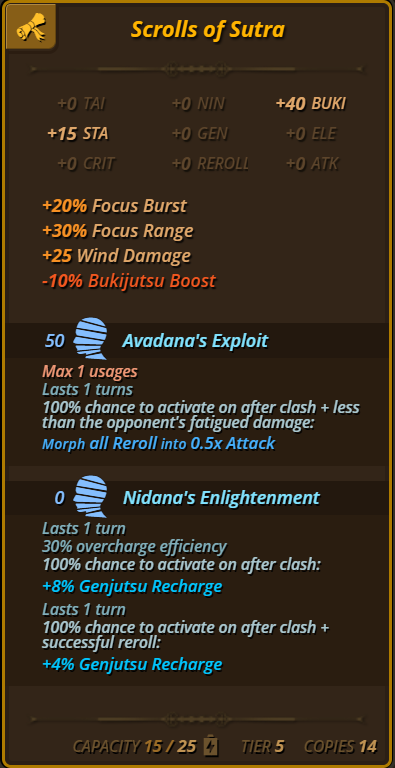 Scrolls of Sutra
+0 TAI +0 NIN +40 BUKI
+15 STA +0 GEN +0 ELE
+0 CRIT +0 REROLL +0 ATK
+20% Focus Burst
+30% Focus Range
+25 Wind Damage
-10% Bukijutsu Boost
50 Avadana's Exploit
Max 1 usages
Lasts 1 turns
100% chance to activate on after clash + less
than the opponent's fatigued damage:
Morph all Reroll into 0.5x Attack
0 Nidana's Enlightenment
Lasts 1 turn
30% overcharge efficiency
100% chance to activate on after clash:
+8% Genjutsu Recharge
Lasts 1 turn
100% chance to activate on after clash +
successful reroll:
+4% Genjutsu Recharge
CAPACITY 15 / 25 TIER 5 COPIES 14